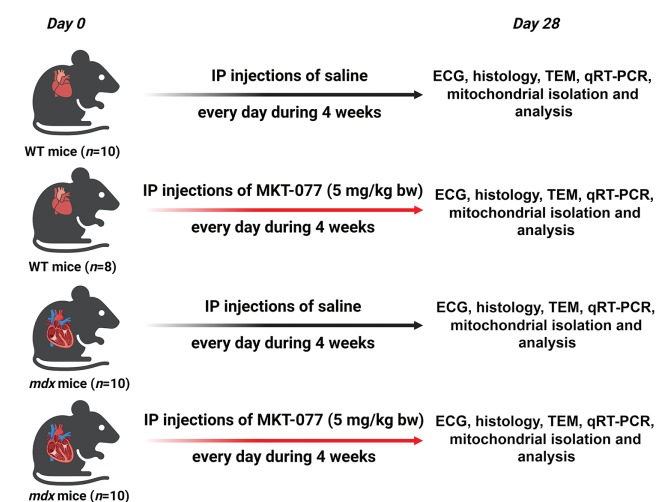 Day 0
Day 28
IP injections of saline
every day during 4 weeks
ECG, histology, TEM, qRT-PCR,
mitochondrial isolation and
analysis
WT mice (n=10)
IP injections of MKT-077 (5 mg/kg bw)
every day during 4 weeks
ECG, histology, TEM, qRT-PCR,
mitochondrial isolation and
analysis
WT mice (n=8)
IP injections of saline
every day during 4 weeks
ECG, histology, TEM, qRT-PCR,
mitochondrial isolation and
analysis
mdx mice (n=10)
IP injections of MKT-077 (5 mg/kg bw)
every day during 4 weeks
ECG, histology, TEM, qRT-PCR,
mitochondrial isolation and
analysis
mdx mice (n=10)